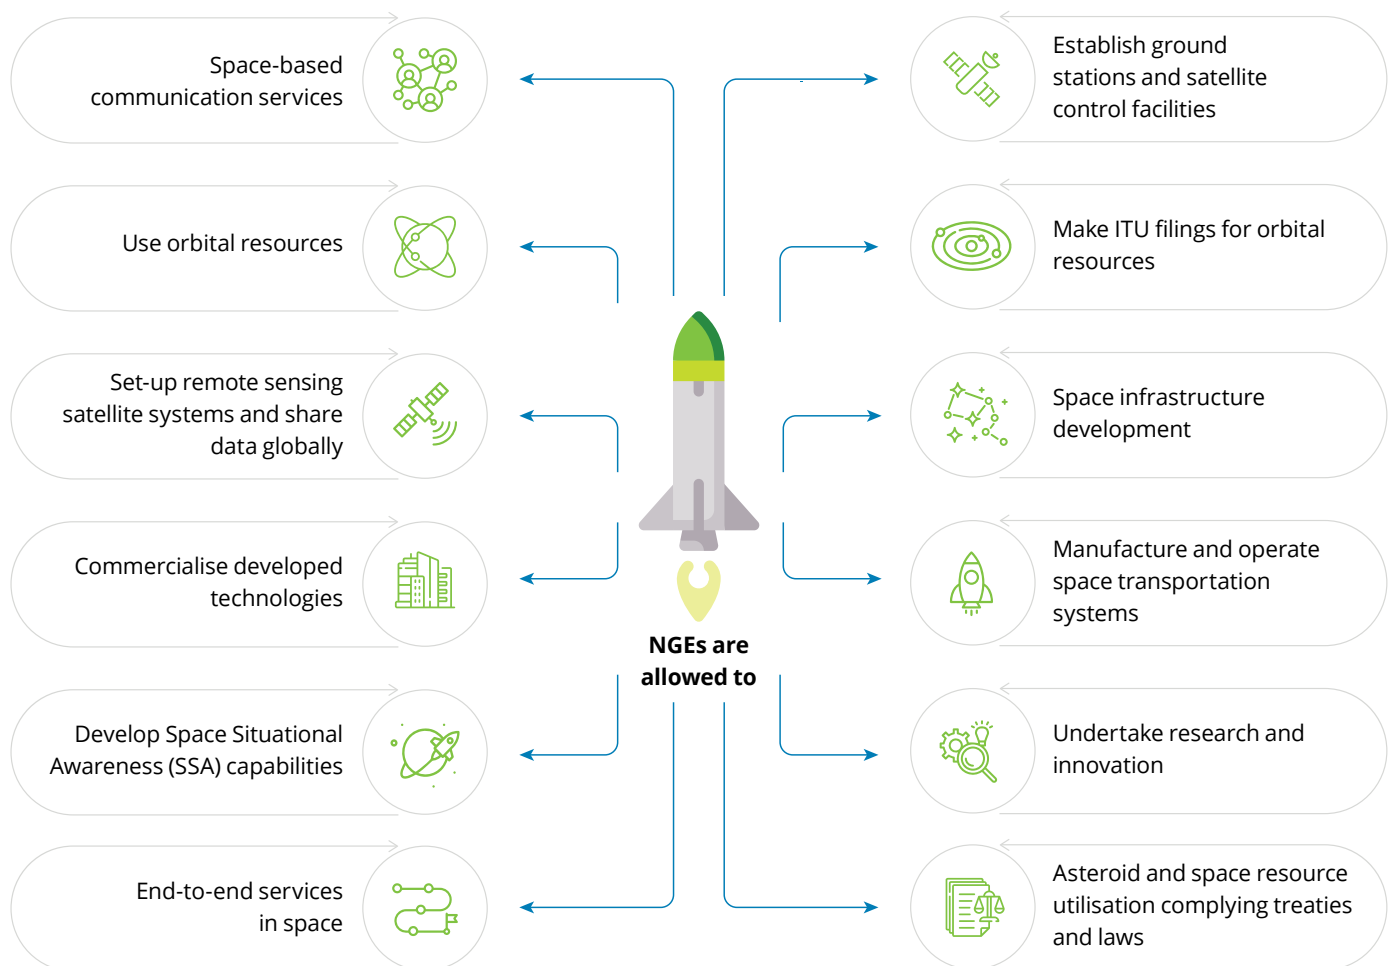 Space-based
communication services
Use orbital resources
Set-up remote sensing
satellite systems and share
data globally
Commercialise developed
technologies
Develop Space Situational
Awareness (SSA) capabilities
End-to-end services
in space
NGEs are
allowed to
Establish ground
stations and satellite
control facilities
Make ITU filings for orbital
resources
Space infrastructure
development
Manufacture and operate
space transportation
systems
Undertake research and
innovation
Asteroid and space resource
utilisation complying treaties
and laws